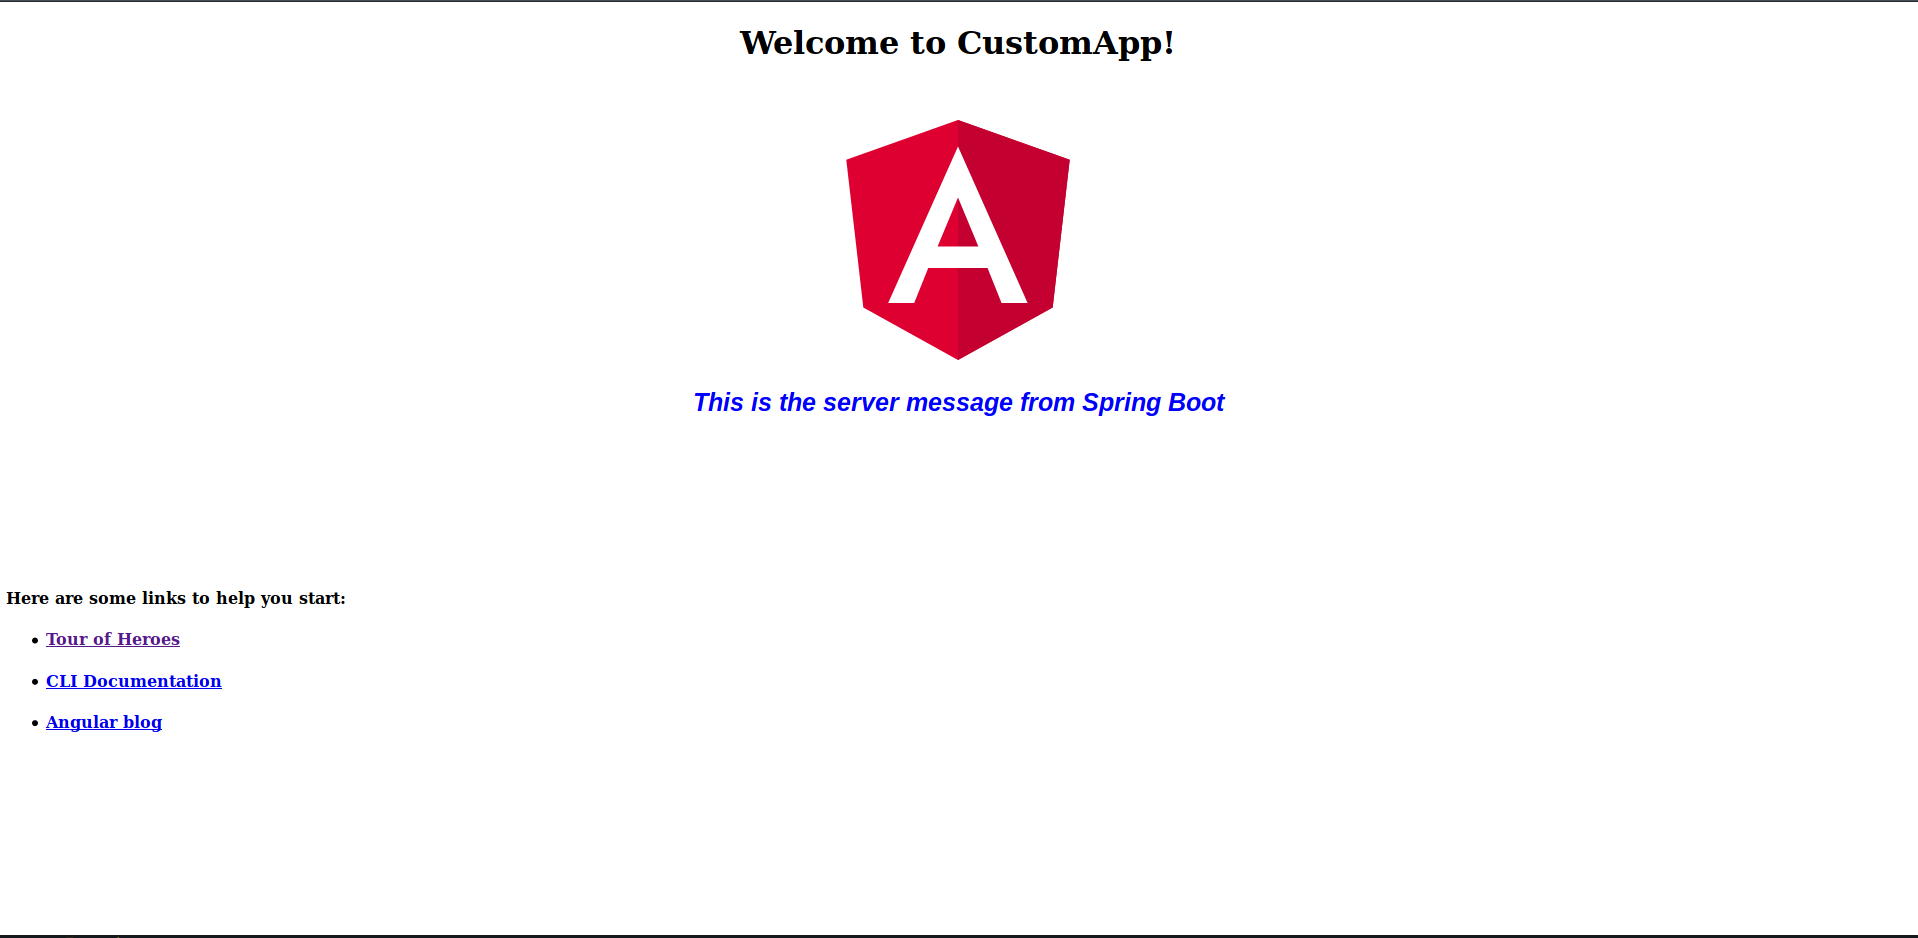 Welcome to CustomApp!
A
This is the server message from Spring Boot
Here are some links to help you start:
Tour of Heroes
CLI Documentation
Angular blog